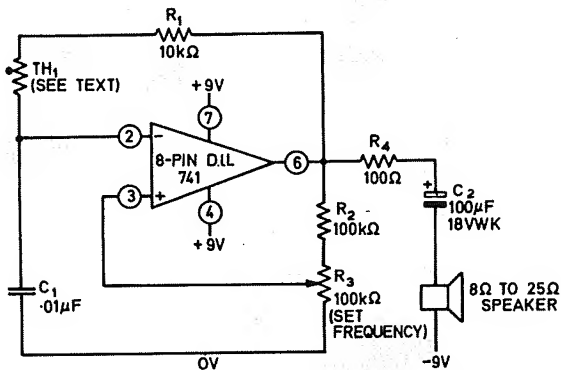 R1
10kΩ
TH1
(SEE TEXT)
+9V
7
2
-
8-PIN D.I.L
741
6
3
+
4
+9V
R4
100Ω
+
C2
100µF
18VWK
R2
100kΩ
R3
100kΩ
(SET
FREQUENCY)
C1
.01µF
8Ω TO 25Ω
SPEAKER
0V
-9V